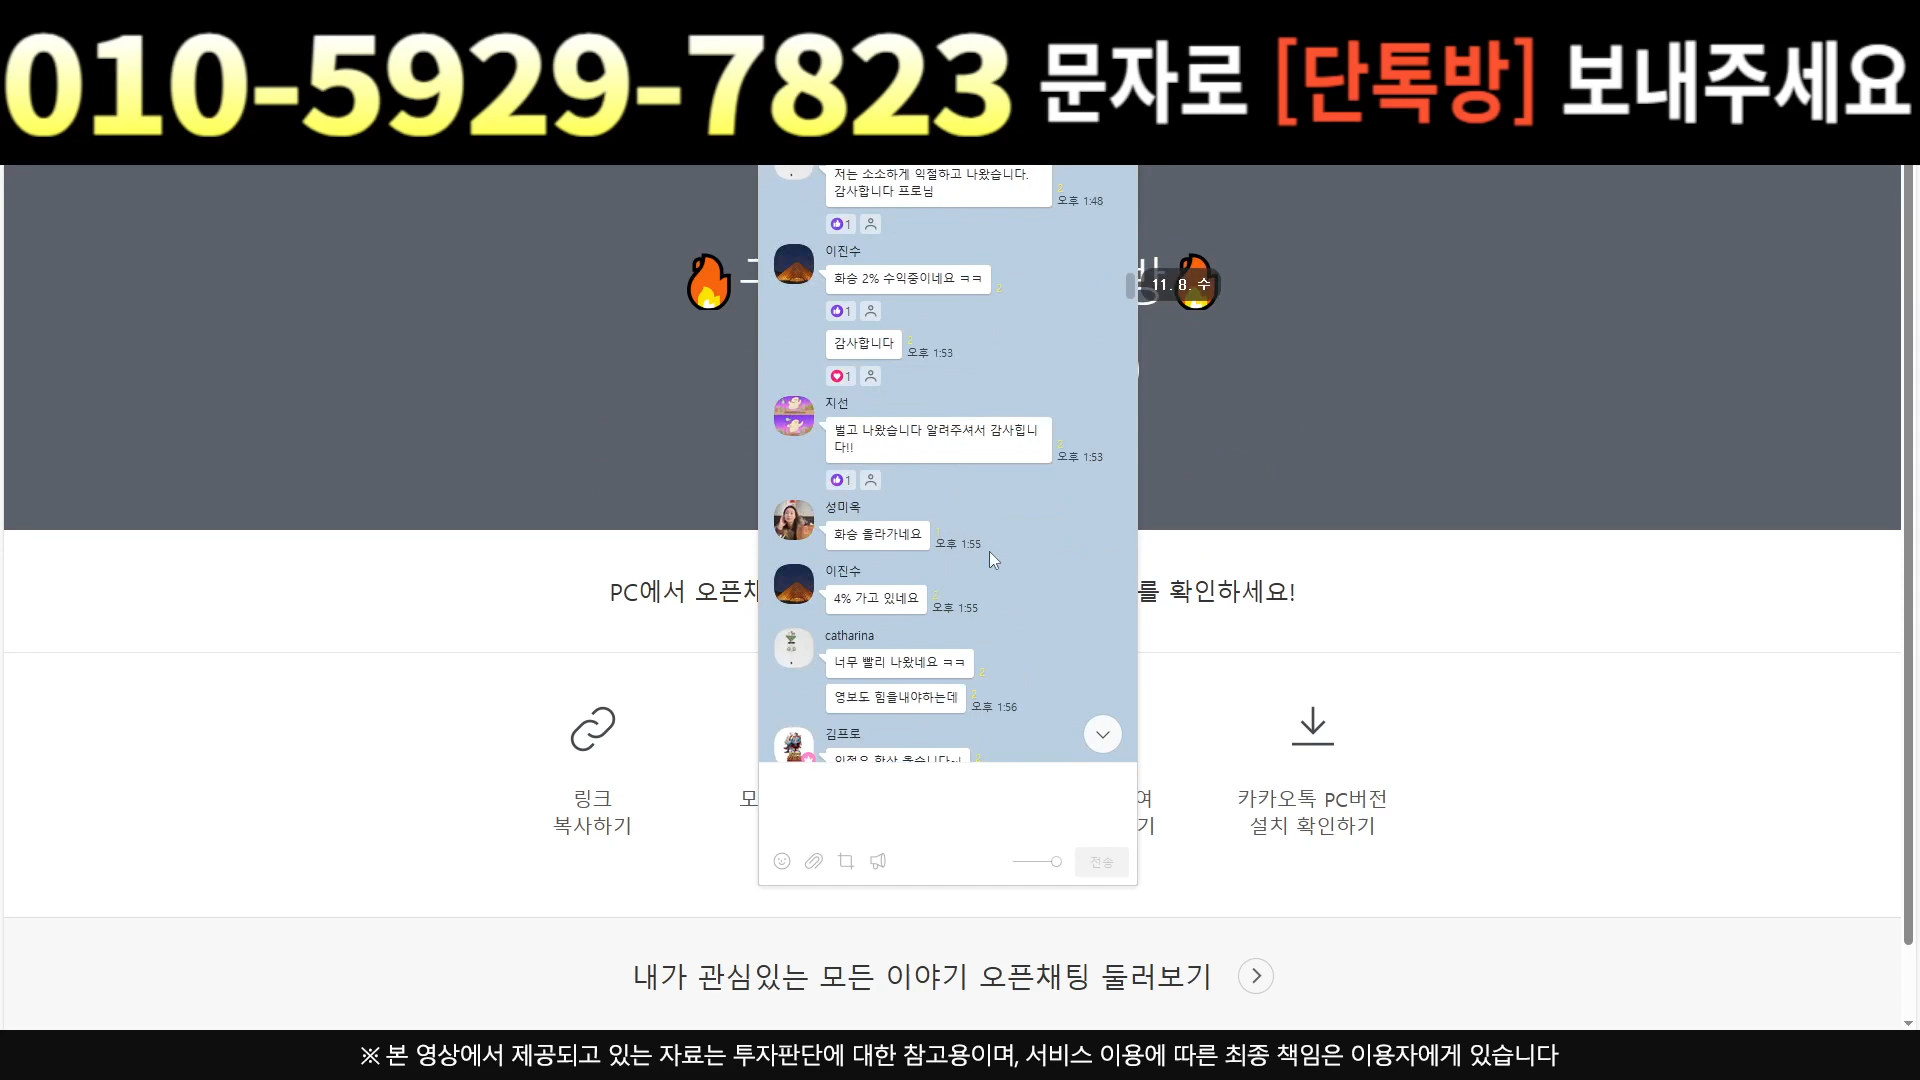 010-5929-7823 문자로 [단톡방] 보내주세요
저는 소소하게 익절하고 나왔습니다.
감사합니다 프로님
2
오후 1:48
1
이진수
화승 2% 수익중이네요 ㅋㅋ
2
11. 8. 수
1
감사합니다
오후 1:53
1
지선
벌고 나왔습니다 알려주셔서 감사힙니
다!!
2
오후 1:53
1
성미옥
화승 올라가네요
오후 1:55
이진수
4% 가고 있네요
오후 1:55
PC에서 오픈채
를 확인하세요!
catharina
너무 빨리 나왔네요 ㅋㅋ
2
영보도 힘을내야하는데
2
오후 1:56
김프로
전송
링크
복사하기
카카오톡 PC버전
설치 확인하기
내가 관심있는 모든 이야기 오픈채팅 둘러보기
※ 본 영상에서 제공되고 있는 자료는 투자판단에 대한 참고용이며, 서비스 이용에 따른 최종 책임은 이용자에게 있습니다